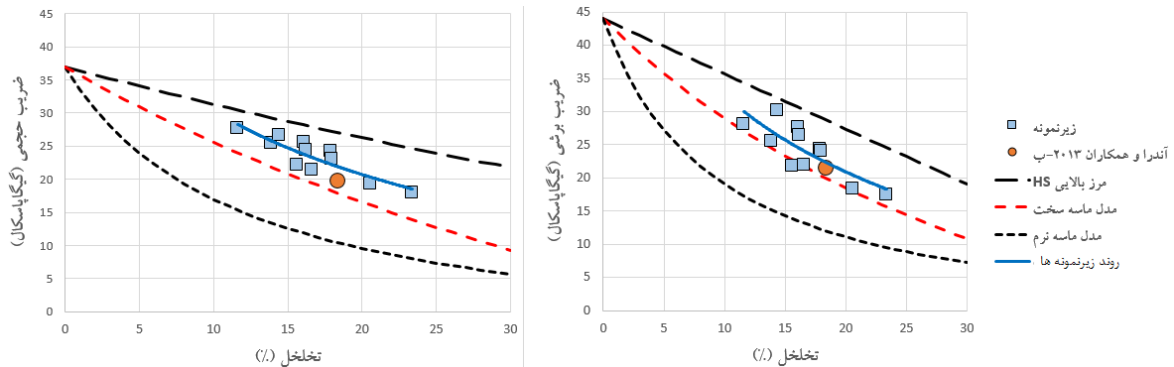 45
40
35
30
25
20
15
10
5
0
ضریب حجمی (گیگاپاسکال)
0 5 10 15 20 25 30
تخلخل (٪)
45
40
35
30
25
20
15
10
5
0
ضریب برشی (گیگاپاسکال)
0 5 10 15 20 25 30
تخلخل (٪)
زیرنمونه
آندرا و همکاران ۲۰۱۳-ب
مرز بالایی HS
مدل ماسه سخت
مدل ماسه نرم
روند زیرنمونه ها